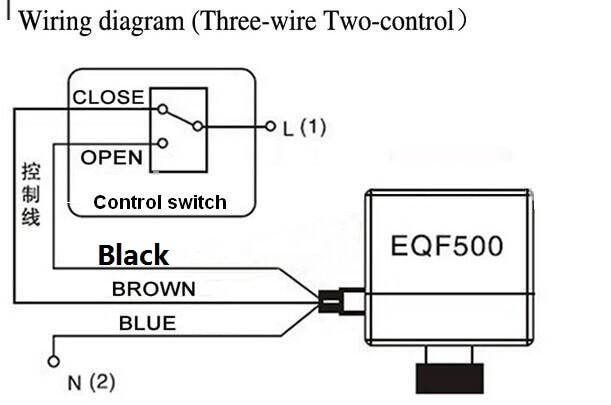 Wiring diagram (Three-wire Two-control）
CLOSE
L (1)
OPEN
控制线
Control switch
Black
EQF500
BROWN
BLUE
N (2)